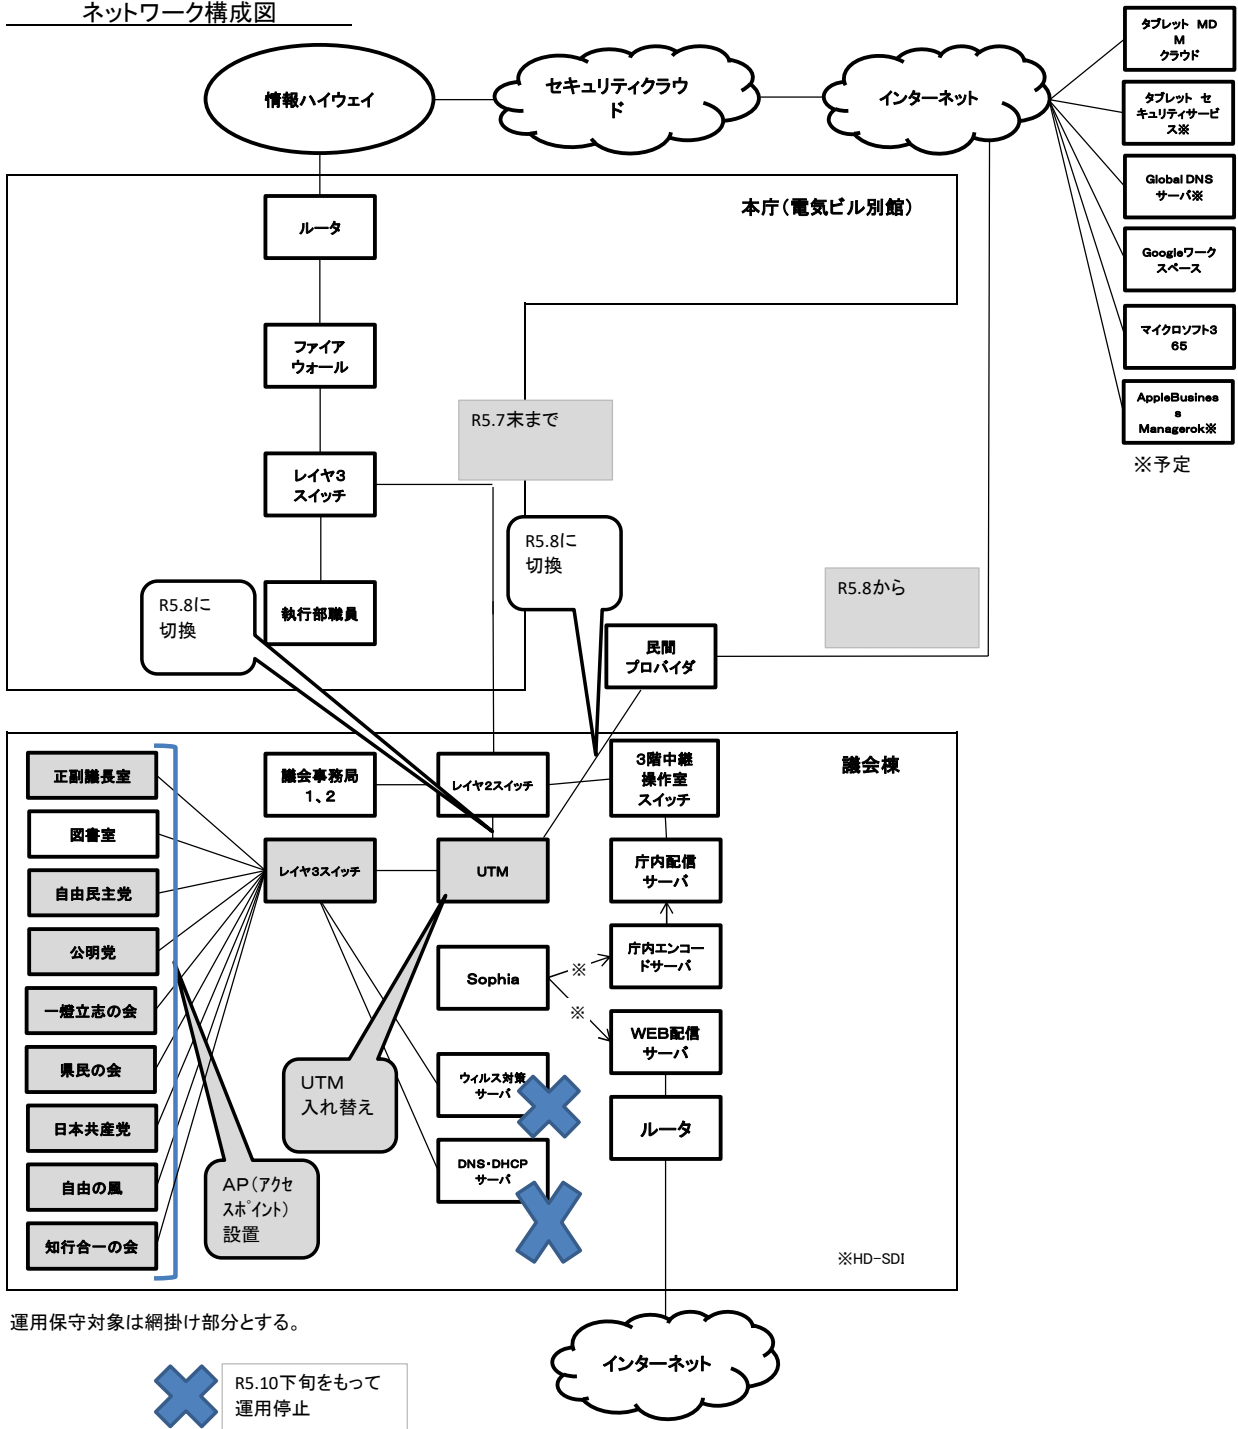 ネットワーク構成図
情報ハイウェイ
セキュリティクラウ
ド
インターネット
タブレット MD
M
クラウド
タブレット セ
キュリティサービ
ス※
Global DNS
サーバ※
Googleワーク
スペース
マイクロソフト3
65
AppleBusines
s
Managerok※
※予定
本庁(電気ビル別館)
ルータ
ファイア
ウォール
レイヤ3
スイッチ
執行部職員
R5.7末まで
R5.8に
切換
R5.8に
切換
R5.8から
民間
プロバイダ
議会棟
正副議長室
図書室
自由民主党
公明党
一燈立志の会
県民の会
日本共産党
自由の風
知行合一の会
議会事務局
1、2
レイヤ2スイッチ
3階中継
操作室
スイッチ
レイヤ3スイッチ
UTM
庁内配信
サーバ
Sophia
※
※
庁内エンコー
ドサーバ
WEB配信
サーバ
UTM
入れ替え
ウィルス対策
サーバ
ルータ
DNS・DHCP
サーバ
AP(アクセ
スポイント)
設置
※HD-SDI
運用保守対象は網掛け部分とする。
R5.10下旬をもって
運用停止
インターネット